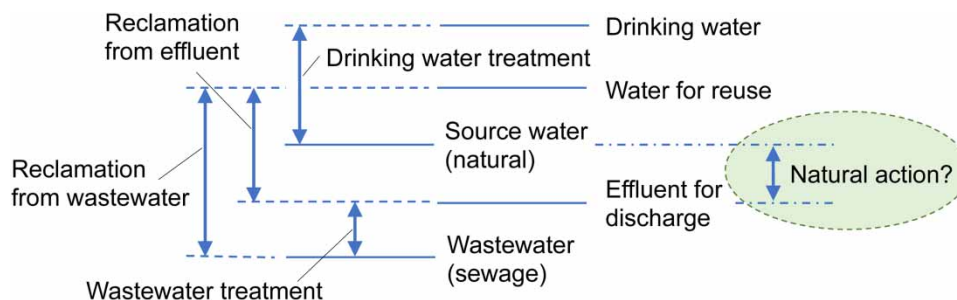 Reclamation
from effluent
Drinking water
Drinking water treatment
Water for reuse
Source water
(natural)
Reclamation
from wastewater
Natural action?
Effluent for
discharge
Wastewater
(sewage)
Wastewater treatment